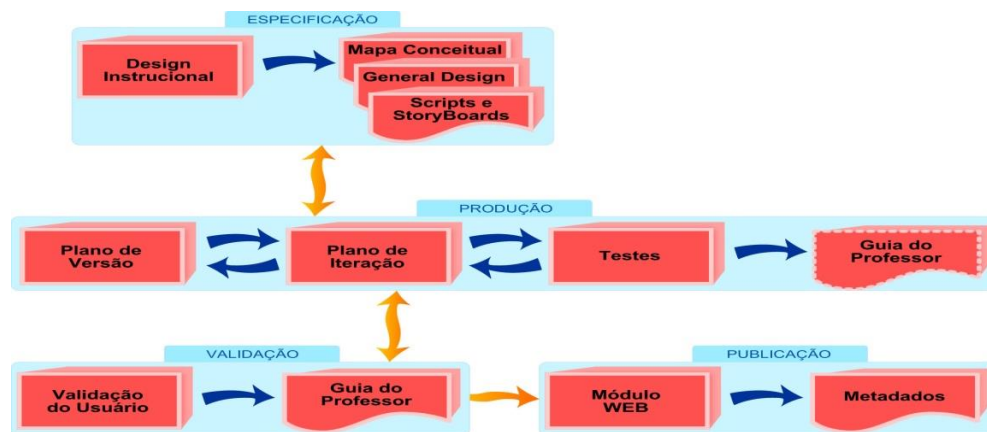 ESPECIFICAÇÃO
Design
Instrucional
Mapa Conceitual
General Design
Scripts e
StoryBoards
PRODUÇÃO
Plano de
Versão
Plano de
Iteração
Testes
Guia do
Professor
VALIDAÇÃO
Validação
do Usuário
Guia do
Professor
PUBLICAÇÃO
Módulo
WEB
Metadados